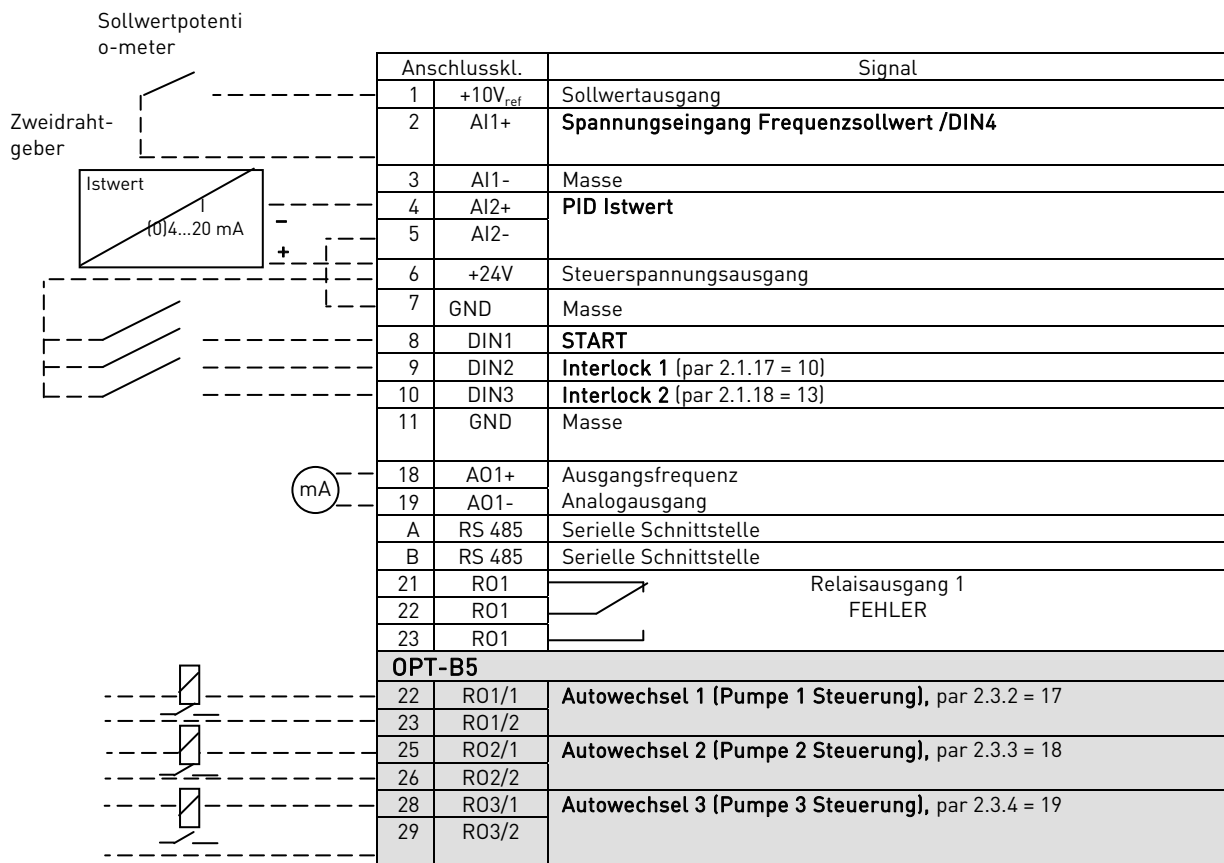 Sollwertpotenti
o-meter
Anschlusskl. Signal
1 +10Vref Sollwertausgang
Zweidraht-
geber
2 AI1+ Spannungseingang Frequenzsollwert /DIN4
Istwert
(0)4...20 mA
-
+
3 AI1- Masse
4 AI2+ PID Istwert
5 AI2-
6 +24V Steuerspannungsausgang
7 GND Masse
8 DIN1 START
9 DIN2 Interlock 1 (par 2.1.17 = 10)
10 DIN3 Interlock 2 (par 2.1.18 = 13)
11 GND Masse
mA
18 AO1+ Ausgangsfrequenz
19 AO1- Analogausgang
A RS 485 Serielle Schnittstelle
B RS 485 Serielle Schnittstelle
21 RO1 Relaisausgang 1
22 RO1 FEHLER
23 RO1
OPT-B5
22 RO1/1 Autowechsel 1 (Pumpe 1 Steuerung), par 2.3.2 = 17
23 RO1/2
25 RO2/1 Autowechsel 2 (Pumpe 2 Steuerung), par 2.3.3 = 18
26 RO2/2
28 RO3/1 Autowechsel 3 (Pumpe 3 Steuerung), par 2.3.4 = 19
29 RO3/2